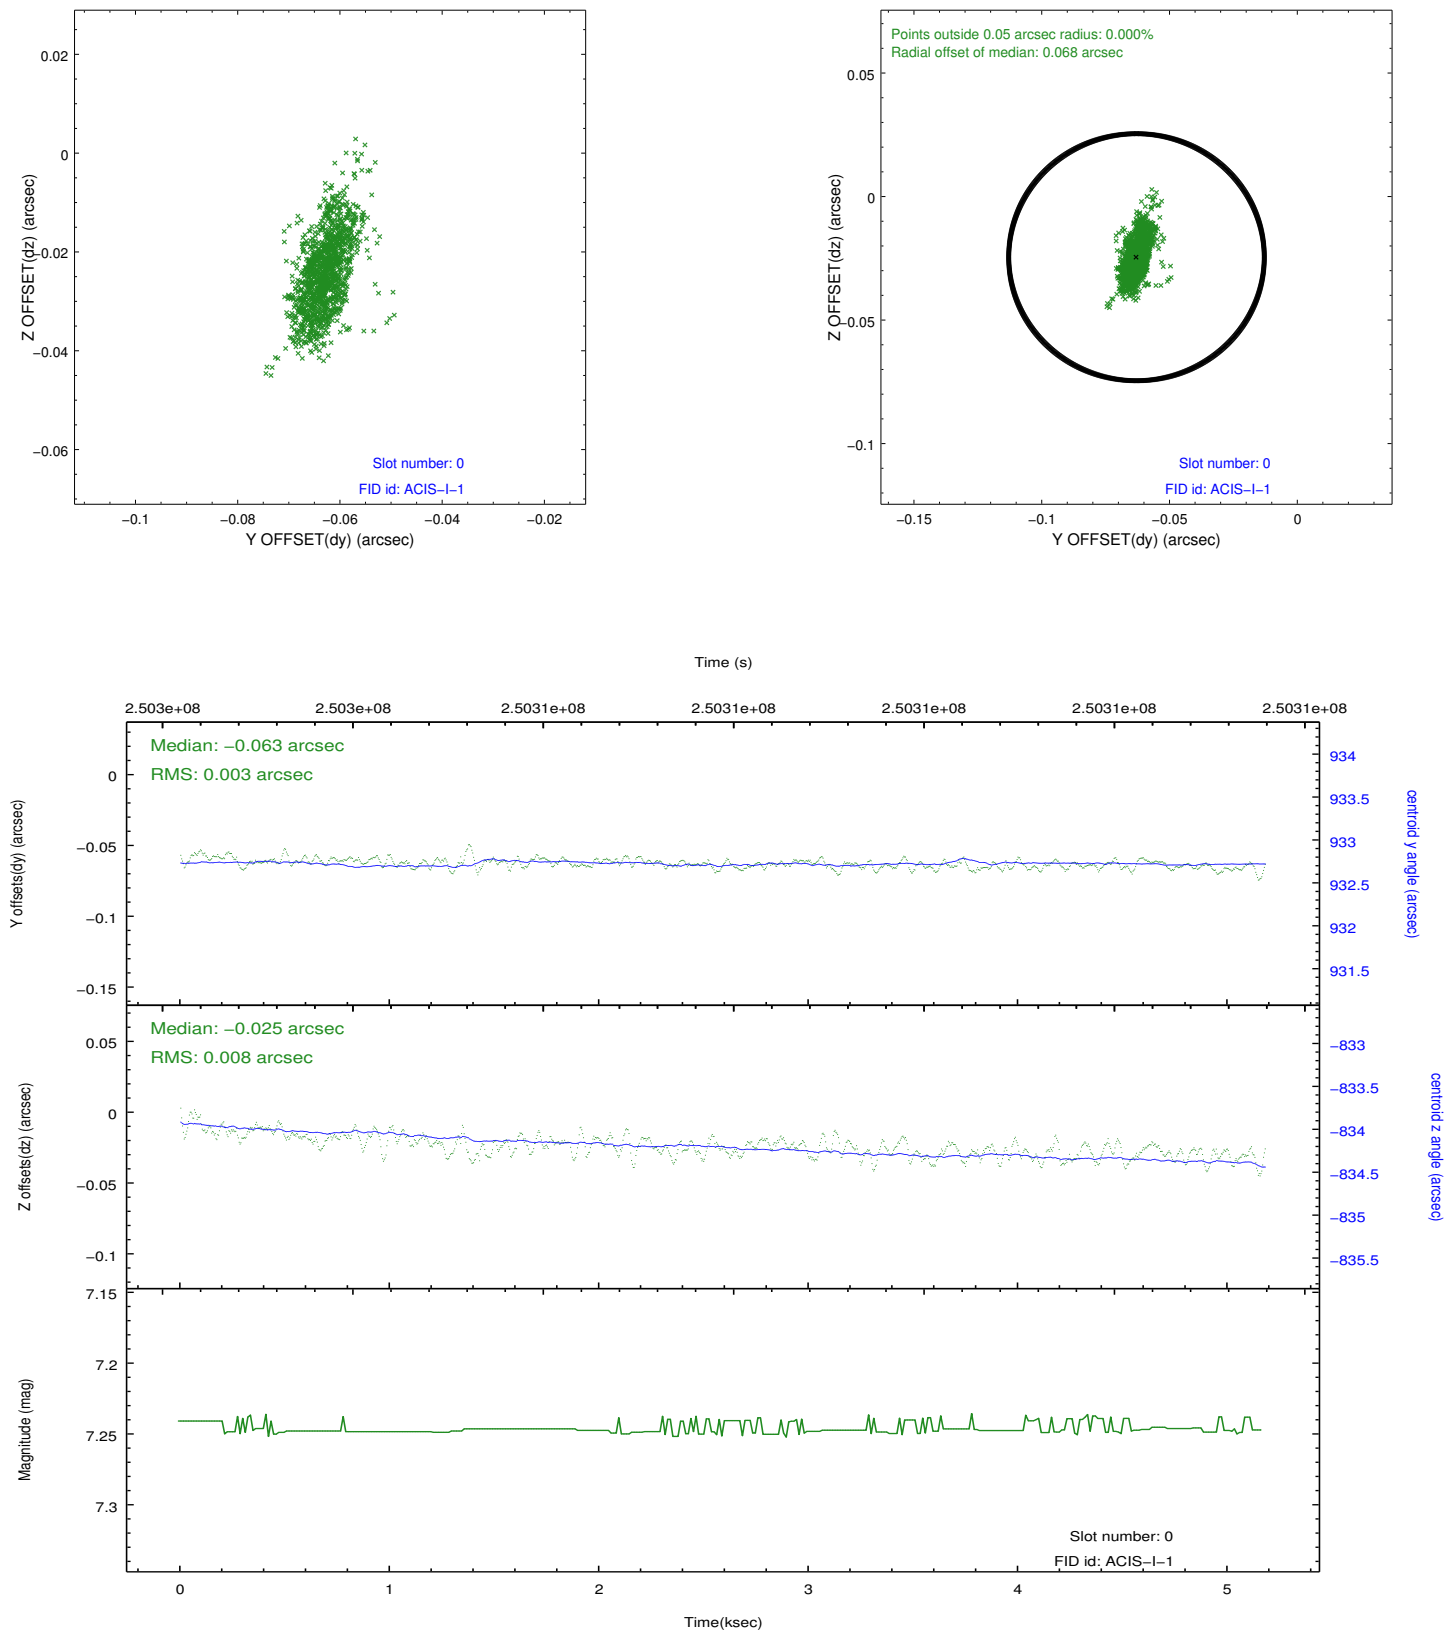 0.02
0
−0.02
−0.04
−0.06
Z OFFSET(dz) (arcsec)
Slot number: 0
FID id: ACIS−I−1
−0.1
−0.08
−0.06
−0.04
−0.02
Y OFFSET(dy) (arcsec)
Points outside 0.05 arcsec radius: 0.000%
Radial offset of median: 0.068 arcsec
0.05
0
−0.05
−0.1
Z OFFSET(dz) (arcsec)
Slot number: 0
FID id: ACIS−I−1
−0.15
−0.1
−0.05
0
Y OFFSET(dy) (arcsec)
Time (s)
2.503e+08
2.503e+08
2.5031e+08
2.5031e+08
2.5031e+08
2.5031e+08
2.5031e+08
Median: −0.063 arcsec
RMS: 0.003 arcsec
0
−0.05
−0.1
−0.15
Y offsets(dy) (arcsec)
934
933.5
933
932.5
932
931.5
centroid y angle (arcsec)
Median: −0.025 arcsec
RMS: 0.008 arcsec
0.05
0
−0.05
−0.1
Z offsets(dz) (arcsec)
−833
−833.5
−834
−834.5
−835
−835.5
centroid z angle (arcsec)
7.15
7.2
7.25
7.3
Magnitude (mag)
Slot number: 0
FID id: ACIS−I−1
0
1
2
3
4
5
Time(ksec)